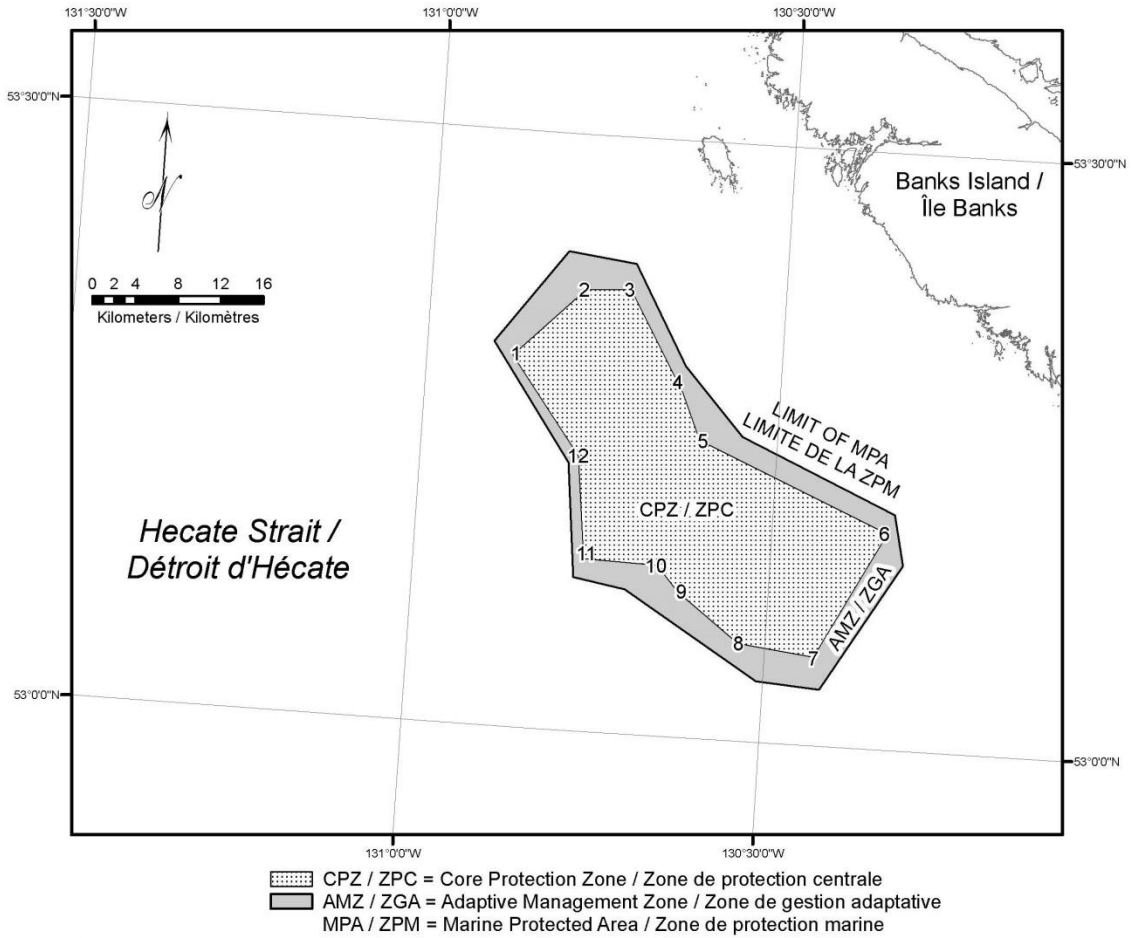 131°30'0"W
131°0'0"W
130°30'0"W
53°30'0"N
53°30'0"N
N
Banks Island /
Île Banks
0 2 4 8 12 16
Kilometers / Kilomètres
2
3
1
4
LIMIT OF MPA
LIMITE DE LA ZPM
5
12
CPZ / ZPC
Hecate Strait /
Détroit d'Hécate
6
11
10
9
AMZ / ZGA
8
7
53°0'0"N
53°0'0"N
131°0'0"W
130°30'0"W
CPZ / ZPC = Core Protection Zone / Zone de protection centrale
AMZ / ZGA = Adaptive Management Zone / Zone de gestion adaptative
MPA / ZPM = Marine Protected Area / Zone de protection marine